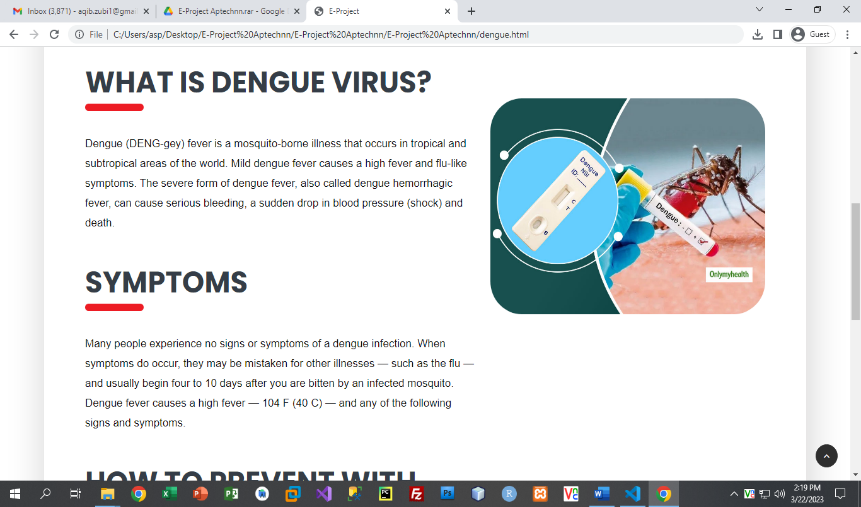 Inbox (3,871) - aqib.zubi1@gmai
E-Project Aptechnn.rar - Google
E-Project
File
C:/Users/asp/Desktop/E-Project%20Aptechnn/E-Project%20Aptechnn/E-Project%20Aptechnn/dengue.html
Guest
WHAT IS DENGUE VIRUS?
Dengue (DENG-gey) fever is a mosquito-borne illness that occurs in tropical and
subtropical areas of the world. Mild dengue fever causes a high fever and flu-like
symptoms. The severe form of dengue fever, also called dengue hemorrhagic
fever, can cause serious bleeding, a sudden drop in blood pressure (shock) and
death.
Dengue
NIII
ID:
C
T
B
Dengue: - +
Onlymyhealth
SYMPTOMS
Many people experience no signs or symptoms of a dengue infection. When
symptoms do occur, they may be mistaken for other illnesses — such as the flu —
and usually begin four to 10 days after you are bitten by an infected mosquito.
Dengue fever causes a high fever — 104 F (40 C) — and any of the following
signs and symptoms.
HOW TO PREVENT WITH
2:19 PM
3/22/2023